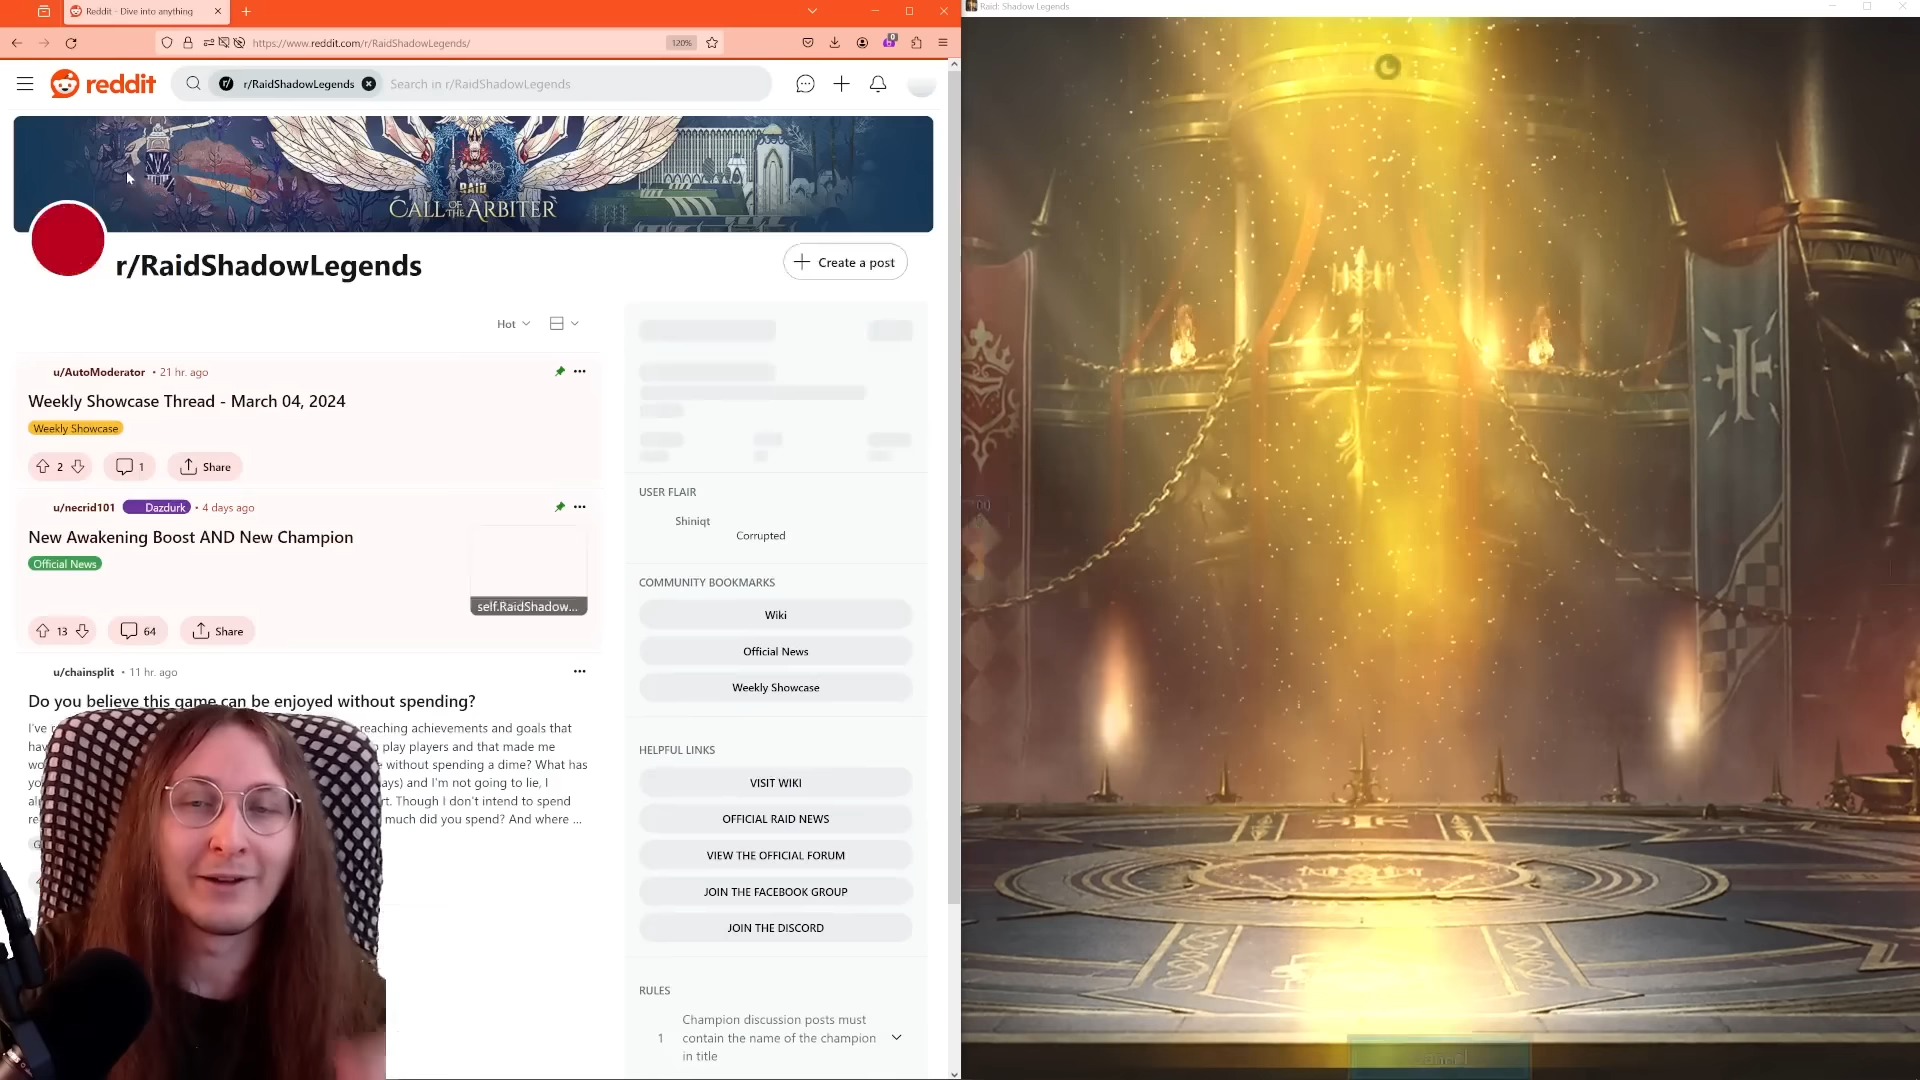 Reddit - Dive into anything
Raid: Shadow Legends
https://www.reddit.com/r/RaidShadowLegends/
120%
0
reddit
r/RaidShadowLegends
Search in r/RaidShadowLegends
RAID
CALL OF THE ARBITER
r/RaidShadowLegends
Create a post
Hot
u/AutoModerator • 21 hr. ago
Weekly Showcase Thread - March 04, 2024
Weekly Showcase
2
1
Share
u/necrid101 Dazdurk • 4 days ago
New Awakening Boost AND New Champion
Official News
self.RaidShadow...
13
64
Share
u/chainsplit • 11 hr. ago
Do you believe this game can be enjoyed without spending?
I've reaching achievements and goals that
play players and that made me
without spending a dime? What has
and I'm not going to lie, I
Though I don't intend to spend
much did you spend? And where ...
USER FLAIR
Shiniqt
Corrupted
COMMUNITY BOOKMARKS
Wiki
Official News
Weekly Showcase
HELPFUL LINKS
VISIT WIKI
OFFICIAL RAID NEWS
VIEW THE OFFICIAL FORUM
JOIN THE FACEBOOK GROUP
JOIN THE DISCORD
RULES
1
Champion discussion posts must
contain the name of the champion
in title